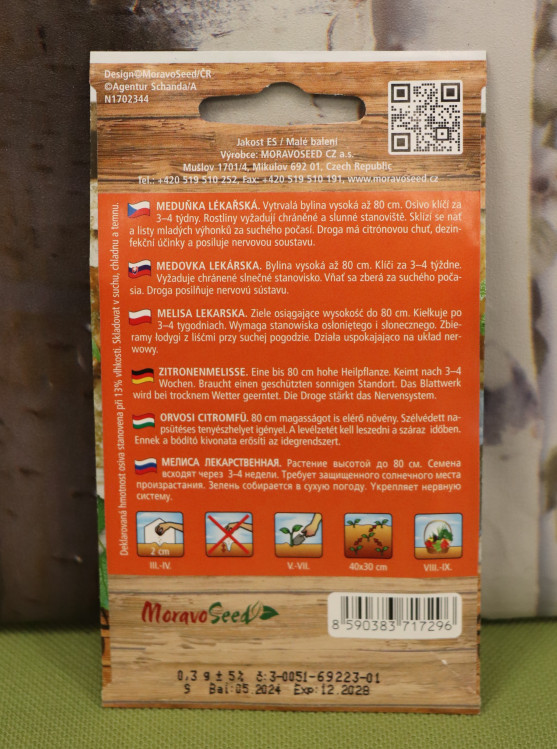 Design©MoravoSeed/ČR
©Agentur Schanda/A
N1702344
Jakost ES / Malé balení
Výrobce: MORAVOSEED CZ a.s.
Mušlov 1701/4, Mikulov 692 01, Czech Republic
Tel.: +420 519 510 252, Fax: +420 519 510 191, www.moravoseed.cz
MEDUŇKA LÉKAŘSKÁ. Vytrvalá bylina vysoká až 80 cm. Osivo klíčí za
3–4 týdny. Rostliny vyžadují chráněné a slunné stanoviště. Sklízí se nať
a listy mladých výhonků za suchého počasí. Droga má citrónovou chuť, dezin-
fekční účinky a posiluje nervovou soustavu.
MEDOVKA LEKÁRSKA. Bylina vysoká až 80 cm. Klíči za 3–4 týždne.
Vyžaduje chránené slnečné stanovisko. Vňať sa zberá za suchého poča-
sia. Droga posilňuje nervovú sústavu.
MELISA LEKARSKA. Ziele osiągające wysokość do 80 cm. Kiełkuje po
3–4 tygodniach. Wymaga stanowiska osłoniętego i słonecznego. Zbie-
ramy łodygi z liśćmi przy suchej pogodzie. Działa uspokajająco na układ ner-
wowy.
ZITRONENMELISSE. Eine bis 80 cm hohe Heilpflanze. Keimt nach 3–4
Wochen. Braucht einen geschützten sonnigen Standort. Das Blattwerk
wird bei trocknem Wetter geerntet. Die Droge stärkt das Nervensystem.
ORVOSI CITROMFŰ. 80 cm magasságot is elérő növény. Szélvédett na-
psütéses tenyészhelyet igényel. A levélzetét kell leszedni a száraz időben.
Ennek a bódító kivonata erősíti az idegrendszert.
МЕЛИСА ЛЕКАРСТВЕННАЯ. Растение высотой до 80 см. Семена
всходят через 3–4 недели. Требует защищенного солнечного места
произрастания. Зелень собирается в сухую погоду. Укрепляет нервную
систему.
Deklarovaná hmotnost osiva stanovena při 13% vlhkosti. Skladovat v suchu, chladnu a temnu.
2 cm
III.-IV.
V.-VII.
40x30 cm
VIII.-IX.
MoravoSeed
8 590383 717296
0,3 g ± 5% č:3-0051-69223-01
9 Bal:05.2024 Exp:12.2028